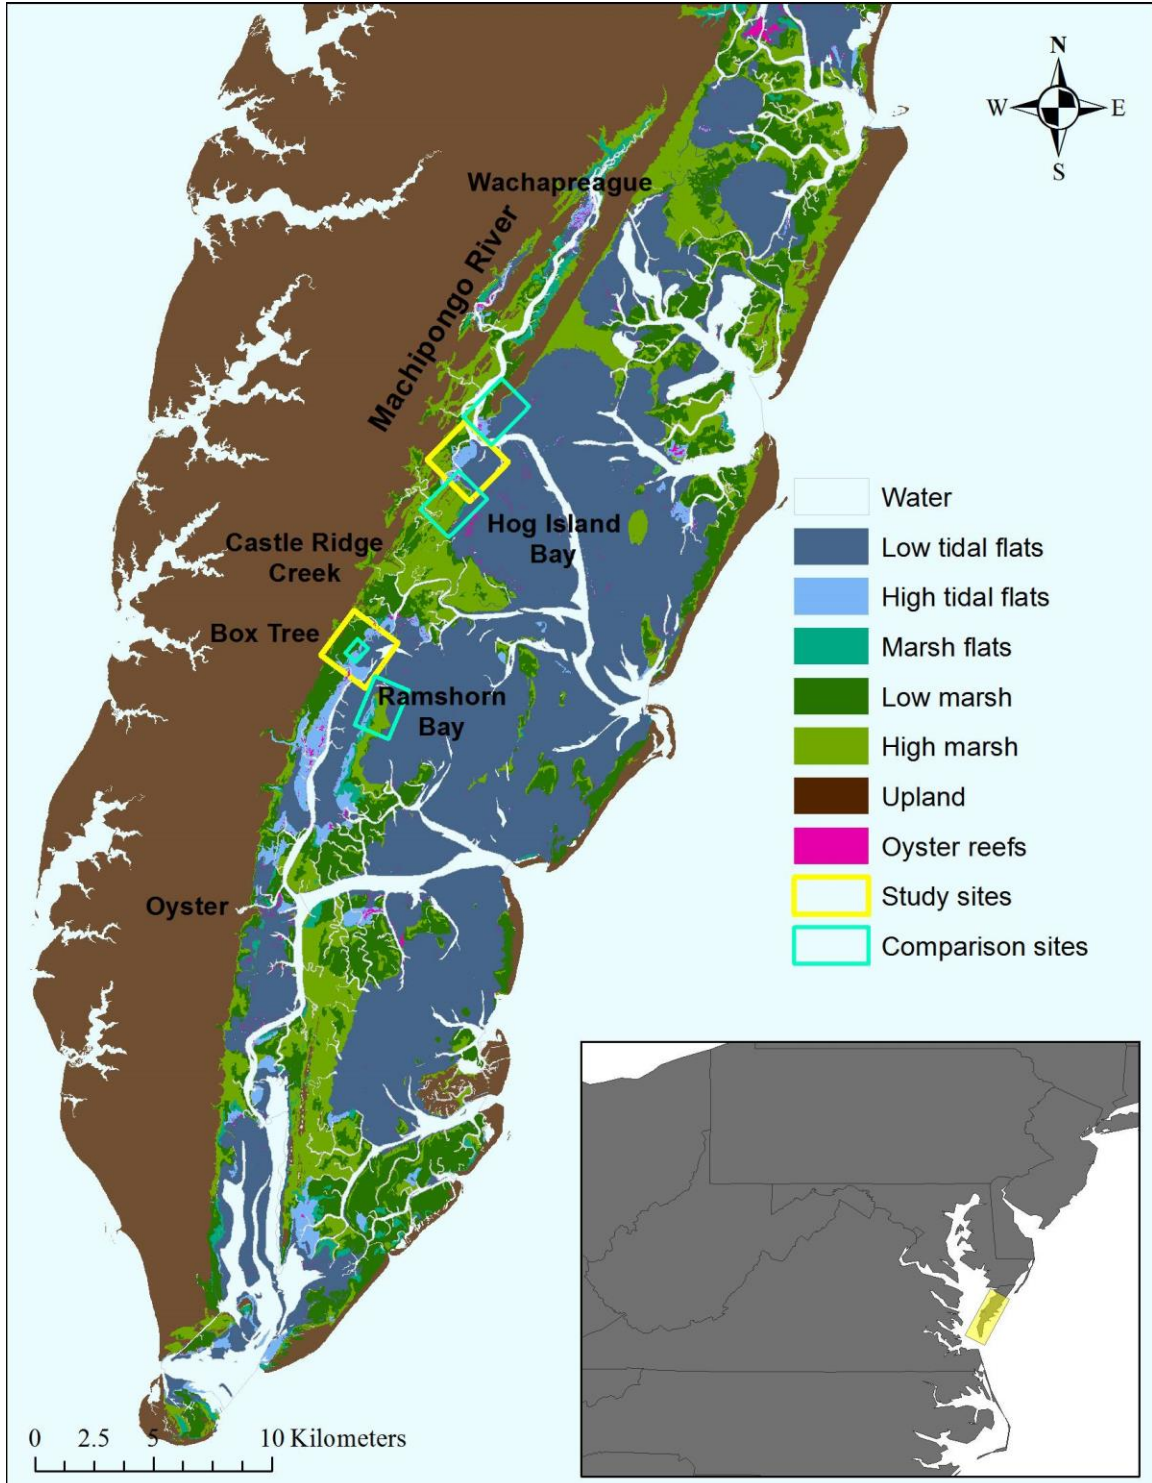 N
W
E
S
Wachapreague
Machipongo River
Hog Island
Bay
Castle Ridge
Creek
Box Tree
Ramshorn
Bay
Oyster
Water
Low tidal flats
High tidal flats
Marsh flats
Low marsh
High marsh
Upland
Oyster reefs
Study sites
Comparison sites
0 2.5 5 10 Kilometers